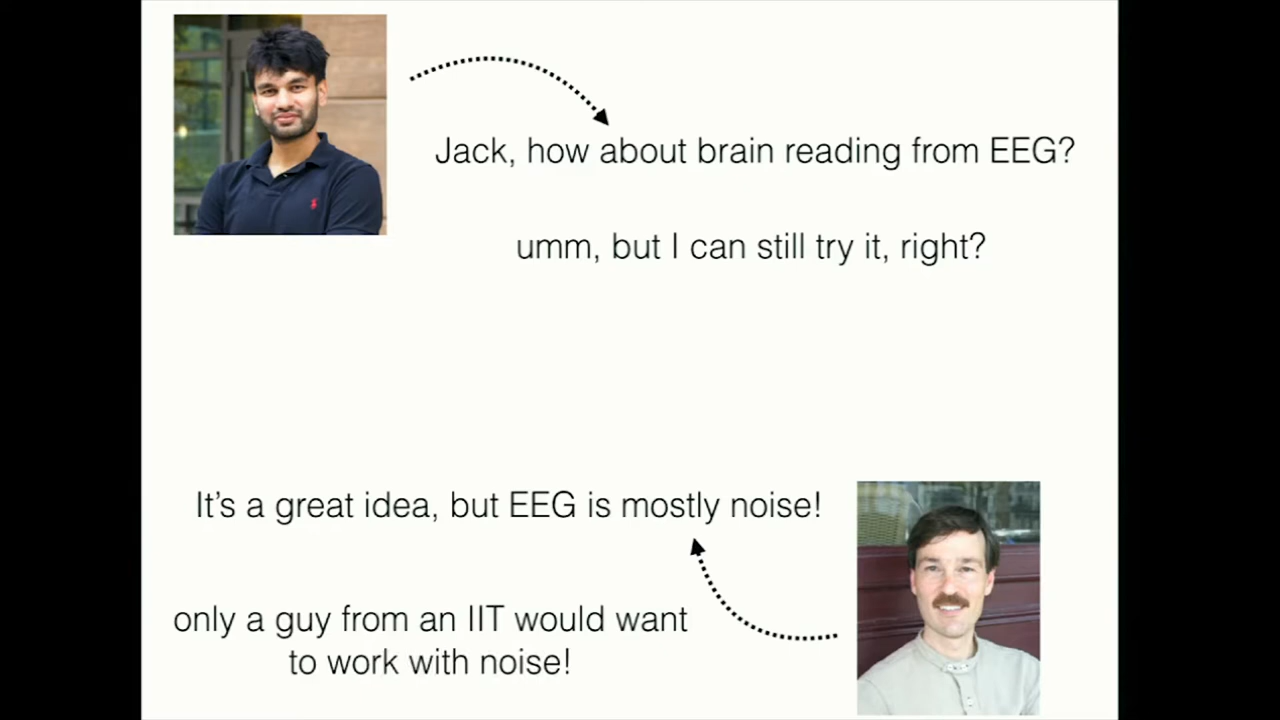 Jack, how about brain reading from EEG?
umm, but I can still try it, right?
It's a great idea, but EEG is mostly noise!
only a guy from an IIT would want
to work with noise!